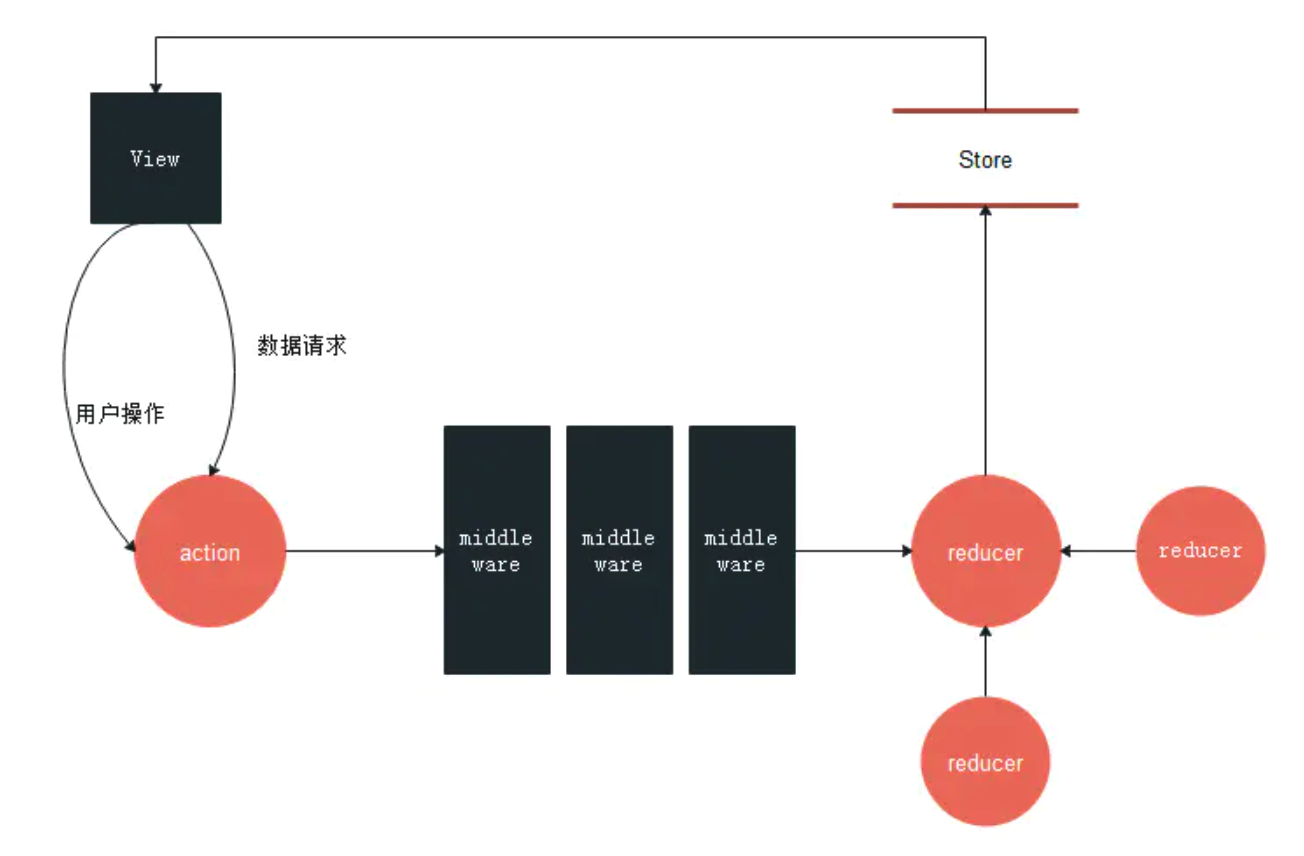 View
Store
数据请求
用户操作
action
middle
ware
middle
ware
middle
ware
reducer
reducer
reducer